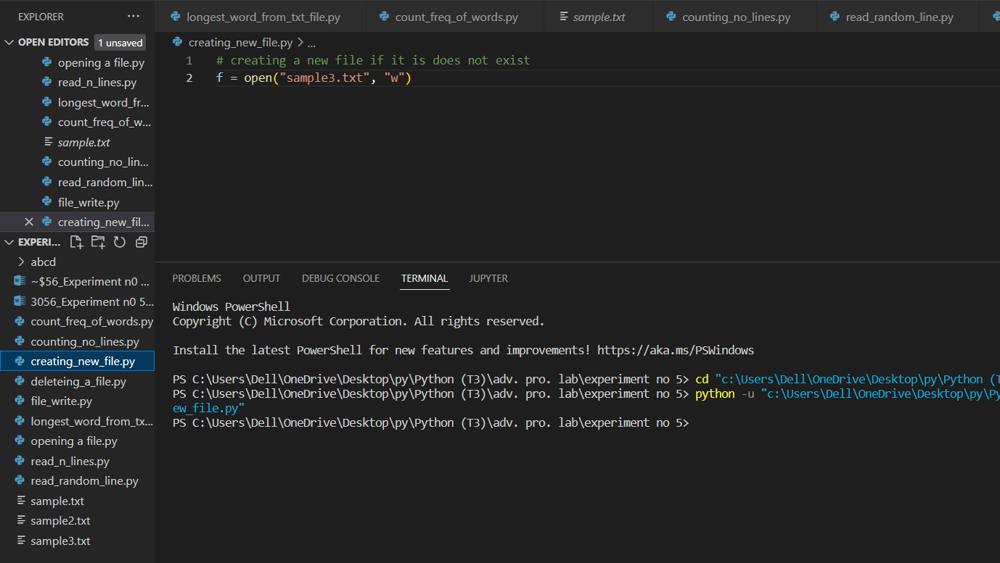 EXPLORER
...
OPEN EDITORS 1 unsaved
opening a file.py
read_n_lines.py
longest_word_fr...
count_freq_of_w...
sample.txt
counting_no_lin...
read_random_lin...
file_write.py
creating_new_fil...
EXPERI...
abcd
~$56_Experiment n0 ...
3056_Experiment n0 5...
count_freq_of_words.py
counting_no_lines.py
creating_new_file.py
deleteing_a_file.py
file_write.py
longest_word_from_tx...
opening a file.py
read_n_lines.py
read_random_line.py
sample.txt
sample2.txt
sample3.txt
longest_word_from_txt_file.py
count_freq_of_words.py
sample.txt
counting_no_lines.py
read_random_line.py
creating_new_file.py > ...
1 # creating a new file if it is does not exist
2 f = open("sample3.txt", "w")
PROBLEMS OUTPUT DEBUG CONSOLE TERMINAL JUPYTER
Windows PowerShell
Copyright (C) Microsoft Corporation. All rights reserved.
Install the latest PowerShell for new features and improvements! https://aka.ms/PSWindows
PS C:\Users\Dell\OneDrive\Desktop\py\Python (T3)\adv. pro. lab\experiment no 5> cd "c:\Users\Dell\OneDrive\Desktop\py\Python (T
PS C:\Users\Dell\OneDrive\Desktop\py\Python (T3)\adv. pro. lab\experiment no 5> python -u "c:\Users\Dell\OneDrive\Desktop\py\Py
ew_file.py"
PS C:\Users\Dell\OneDrive\Desktop\py\Python (T3)\adv. pro. lab\experiment no 5>